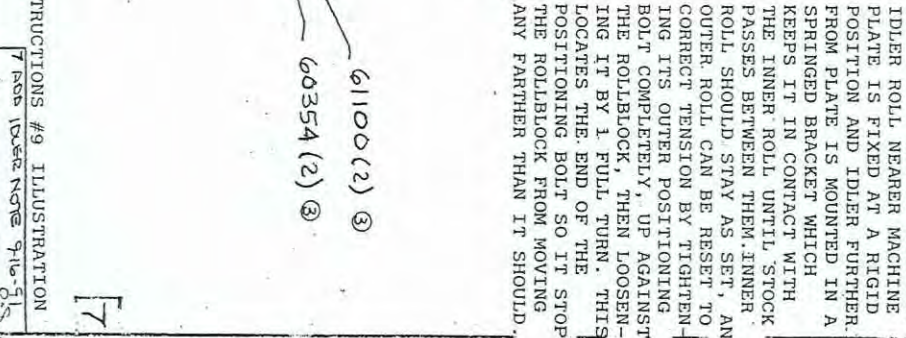 IDLER ROLL NEARER MACHINE
PLATE IS FIXED AT A RIGID
POSITION AND IDLER FURTHER
FROM PLATE IS MOUNTED IN A
SPRINGED BRACKET WHICH
KEEPS IT IN CONTACT WITH
THE INNER ROLL UNTIL STOCK
PASSES BETWEEN THEM. INNER
ROLL SHOULD STAY AS SET, AN
OUTER ROLL CAN BE RESET TO
CORRECT TENSION BY TIGHTEN-
ING ITS OUTER POSITIONING
BOLT COMPLETELY, UP AGAINST
THE ROLLBLOCK, THEN LOOSEN-
ING IT BY 1 FULL TURN. THIS
LOCATES THE END OF THE
POSITIONING BOLT SO IT STOP
THE ROLLBLOCK FROM MOVING
ANY FARTHER THAN IT SHOULD.
61100(2) ③
60354(2) ③
TRUCTIONS #9 ILLUSTRATION
7 ADD IDLER NOTE 9-16-91
[7